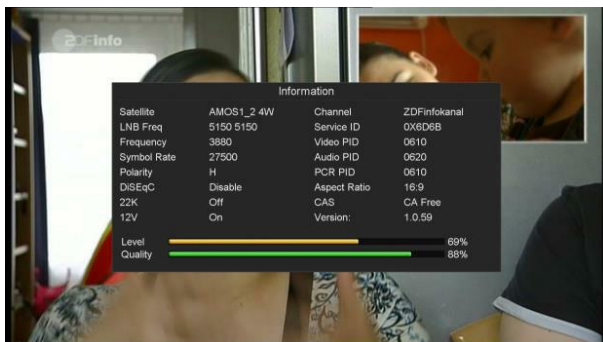 ZDFinfo
Information
Satellite AMOS1_2 4W Channel ZDFinfokanal
LNB Freq 5150 5150 Service ID 0X6D6B
Frequency 3880 Video PID 0610
Symbol Rate 27500 Audio PID 0620
Polarity H PCR PID 0610
DiSEqC Disable Aspect Ratio 16:9
22K Off CAS CA Free
12V On Version: 1.0.59
Level 69%
Quality 88%